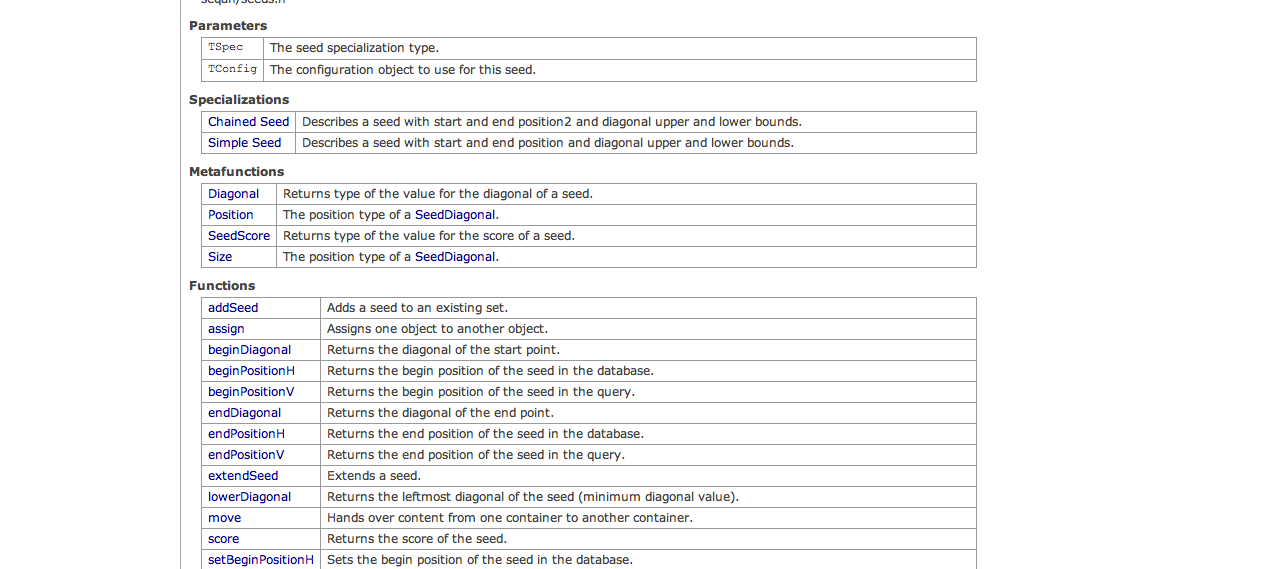 seqan/seeds.h
Parameters
TSpec The seed specialization type.
TConfig The configuration object to use for this seed.
Specializations
Chained Seed Describes a seed with start and end position2 and diagonal upper and lower bounds.
Simple Seed Describes a seed with start and end position and diagonal upper and lower bounds.
Metafunctions
Diagonal Returns type of the value for the diagonal of a seed.
Position The position type of a SeedDiagonal.
SeedScore Returns type of the value for the score of a seed.
Size The position type of a SeedDiagonal.
Functions
addSeed Adds a seed to an existing set.
assign Assigns one object to another object.
beginDiagonal Returns the diagonal of the start point.
beginPositionH Returns the begin position of the seed in the database.
beginPositionV Returns the begin position of the seed in the query.
endDiagonal Returns the diagonal of the end point.
endPositionH Returns the end position of the seed in the database.
endPositionV Returns the end position of the seed in the query.
extendSeed Extends a seed.
lowerDiagonal Returns the leftmost diagonal of the seed (minimum diagonal value).
move Hands over content from one container to another container.
score Returns the score of the seed.
setBeginPositionH Sets the begin position of the seed in the database.